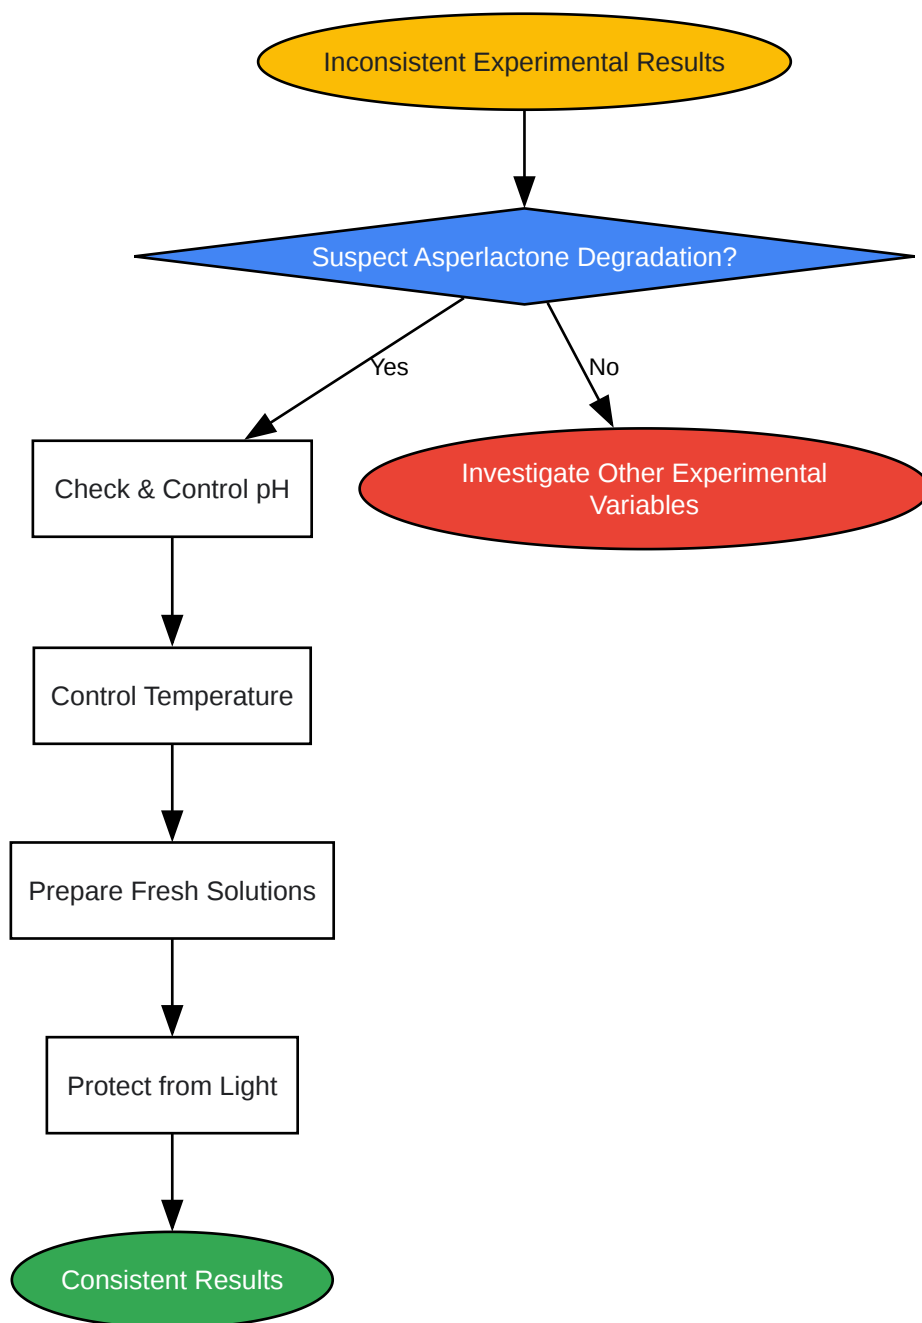 Inconsistent Experimental Results
Suspect Asperlactone Degradation?
Yes
No
Check & Control pH
Investigate Other Experimental
Variables
Control Temperature
Prepare Fresh Solutions
Protect from Light
Consistent Results